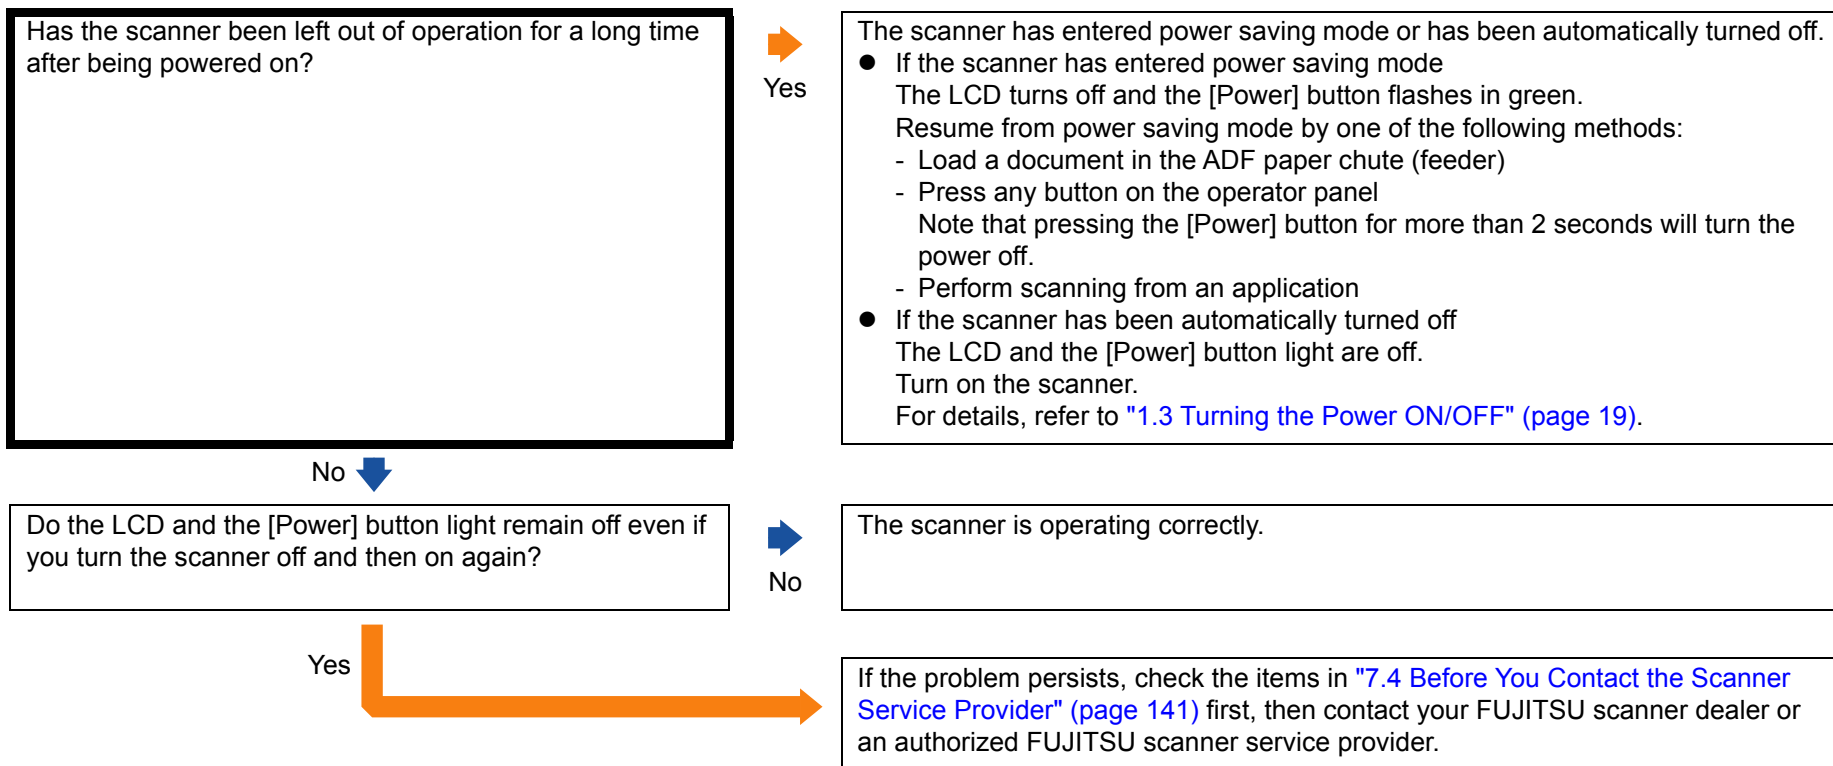 Has the scanner been left out of operation for a long time
after being powered on?
Yes
The scanner has entered power saving mode or has been automatically turned off.
● If the scanner has entered power saving mode
The LCD turns off and the [Power] button flashes in green.
Resume from power saving mode by one of the following methods:
- Load a document in the ADF paper chute (feeder)
- Press any button on the operator panel
Note that pressing the [Power] button for more than 2 seconds will turn the
power off.
- Perform scanning from an application
● If the scanner has been automatically turned off
The LCD and the [Power] button light are off.
Turn on the scanner.
For details, refer to "1.3 Turning the Power ON/OFF" (page 19).
No
Do the LCD and the [Power] button light remain off even if
you turn the scanner off and then on again?
No
The scanner is operating correctly.
Yes
If the problem persists, check the items in "7.4 Before You Contact the Scanner
Service Provider" (page 141) first, then contact your FUJITSU scanner dealer or
an authorized FUJITSU scanner service provider.